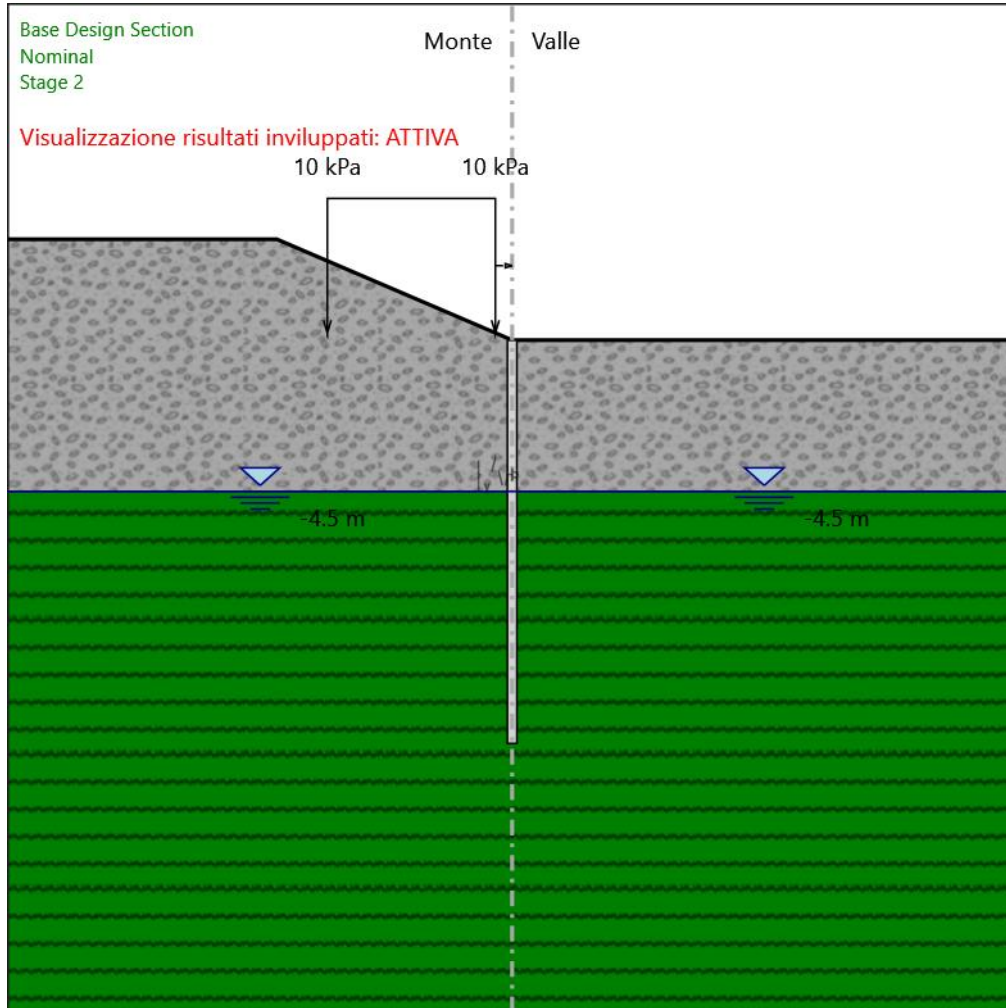 Base Design Section
Nominal
Stage 2
Monte Valle
Visualizzazione risultati inviluppati: ATTIVA
10 kPa 10 kPa
-4.5 m -4.5 m